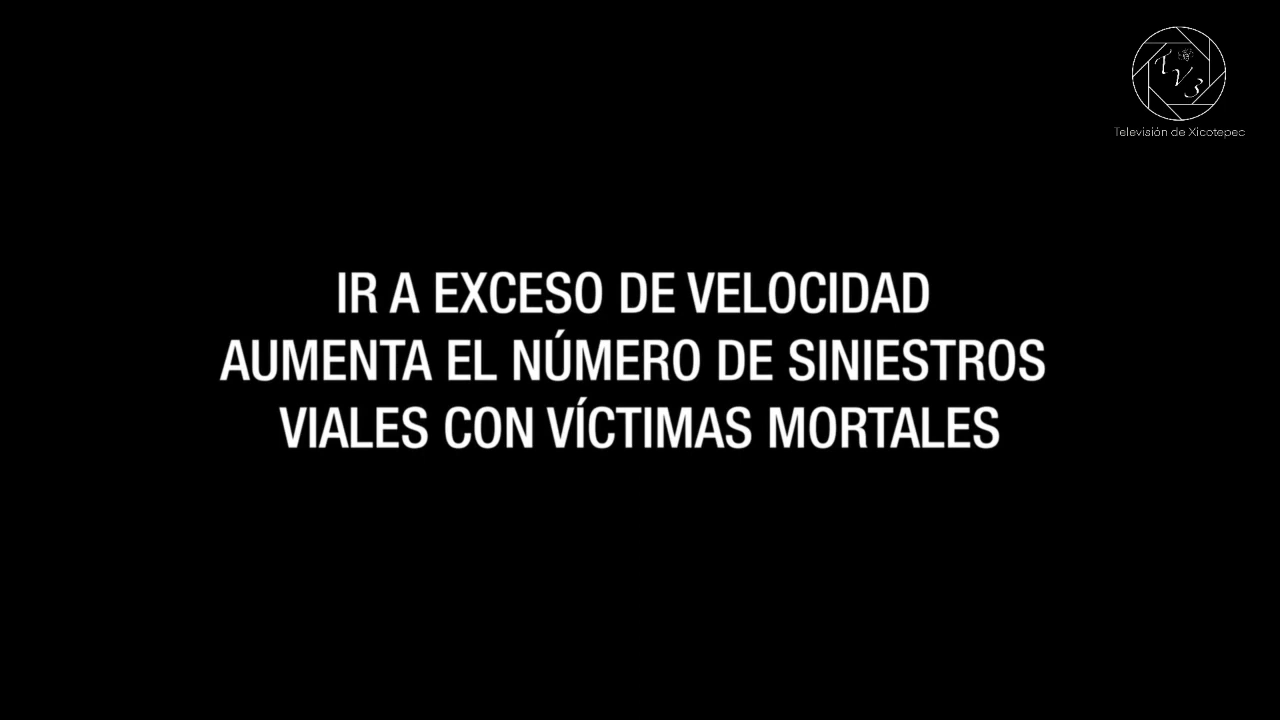 TV3
Televisión de Xicotepec
IR A EXCESO DE VELOCIDAD
AUMENTA EL NÚMERO DE SINIESTROS
VIALES CON VÍCTIMAS MORTALES